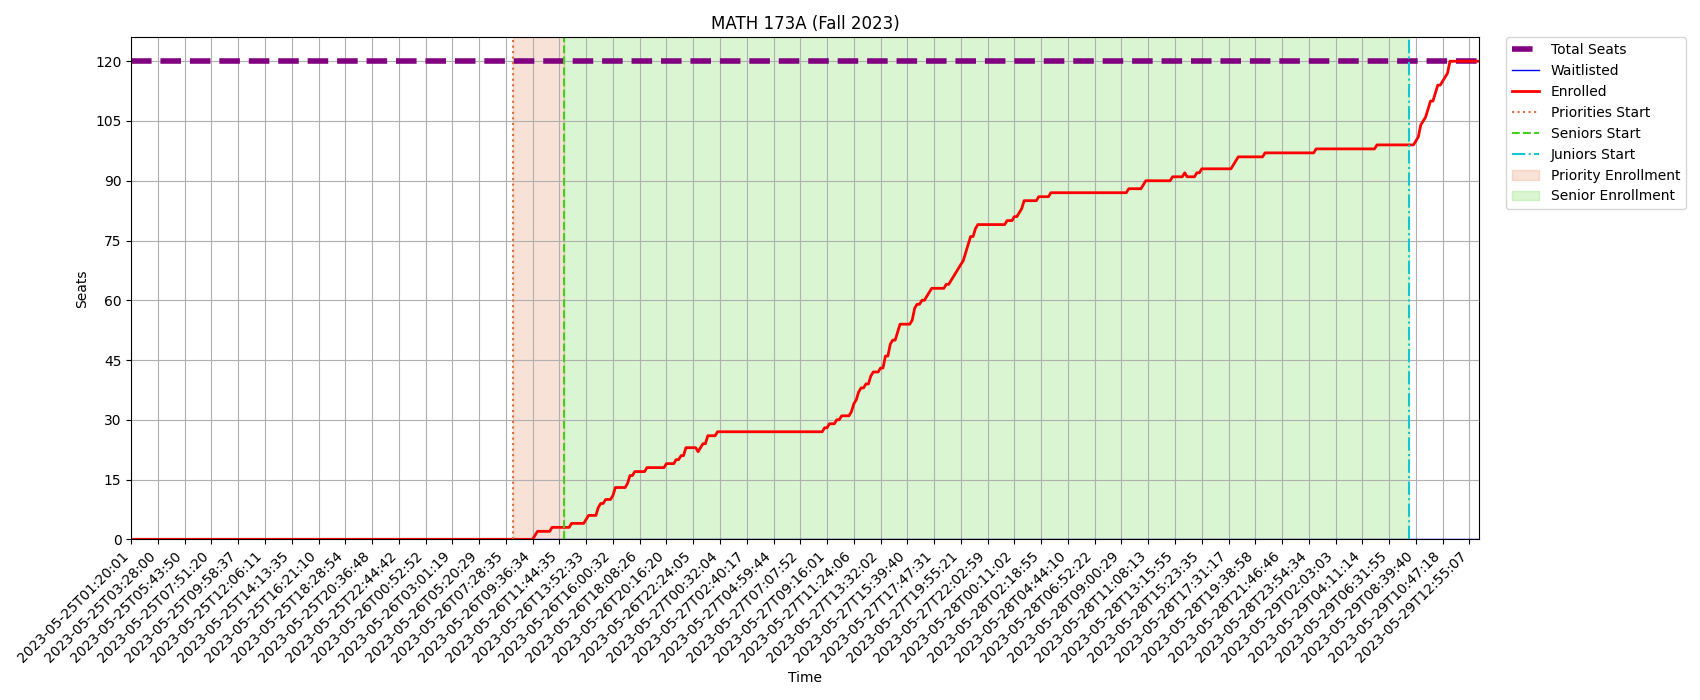 MATH 173A (Fall 2023)
Total Seats
Waitlisted
Enrolled
Priorities Start
Seniors Start
Juniors Start
Priority Enrollment
Senior Enrollment
Seats
120
105
90
75
60
45
30
15
0
2023-05-25T01:20:01
2023-05-25T03:28:00
2023-05-25T05:43:50
2023-05-25T07:51:20
2023-05-25T09:58:37
2023-05-25T12:06:11
2023-05-25T14:13:35
2023-05-25T16:21:10
2023-05-25T18:28:54
2023-05-25T20:36:48
2023-05-25T22:44:42
2023-05-26T00:52:52
2023-05-26T03:01:19
2023-05-26T05:20:29
2023-05-26T07:28:35
2023-05-26T09:36:34
2023-05-26T11:44:35
2023-05-26T13:52:33
2023-05-26T16:00:32
2023-05-26T18:08:26
2023-05-26T20:16:20
2023-05-26T22:24:05
2023-05-27T00:32:04
2023-05-27T02:40:17
2023-05-27T04:59:44
2023-05-27T07:07:52
2023-05-27T09:16:01
2023-05-27T11:24:06
2023-05-27T13:32:02
2023-05-27T15:39:40
2023-05-27T17:47:31
2023-05-27T19:55:21
2023-05-27T22:02:59
2023-05-28T00:11:02
2023-05-28T02:18:55
2023-05-28T04:44:10
2023-05-28T06:52:22
2023-05-28T09:00:29
2023-05-28T11:08:13
2023-05-28T13:15:55
2023-05-28T15:23:35
2023-05-28T17:31:17
2023-05-28T19:38:58
2023-05-28T21:46:46
2023-05-28T23:54:34
2023-05-29T02:03:03
2023-05-29T04:11:14
2023-05-29T06:31:55
2023-05-29T08:39:40
2023-05-29T10:47:18
2023-05-29T12:55:07
Time